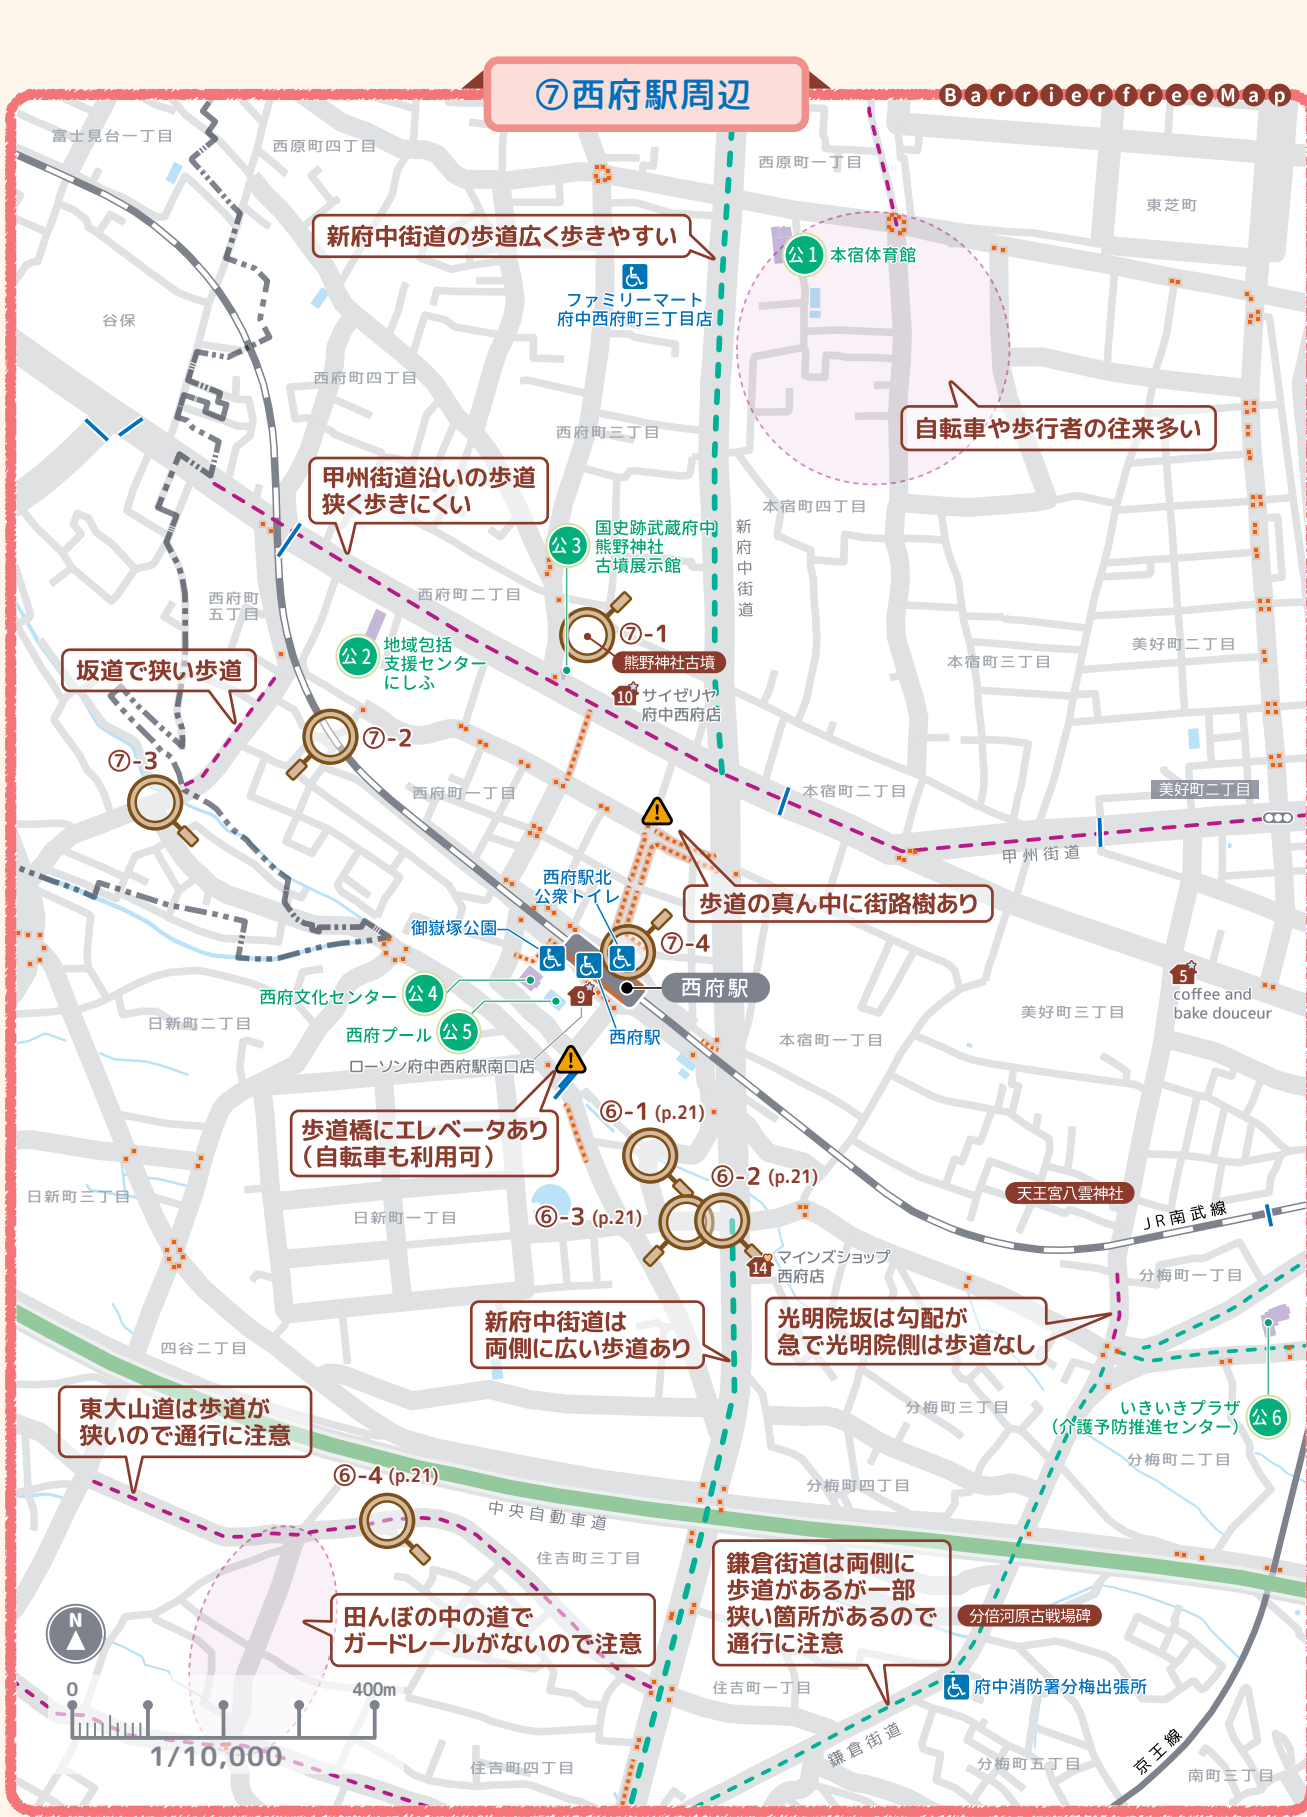 ⑦西府駅周辺
BarrierfreeMap
富士見台一丁目
西原町四丁目
西原町一丁目
東芝町
新府中街道の歩道広く歩きやすい
公1 本宿体育館
ファミリーマート
府中西府町三丁目店
谷保
西府町四丁目
西府町三丁目
自転車や歩行者の往来多い
甲州街道沿いの歩道
狭く歩きにくい
本宿町四丁目
公3
国史跡武蔵府中
熊野神社
古墳展示館
新府中街道
西府町
五丁目
西府町二丁目
⑦-1
熊野神社古墳
公2
地域包括
支援センター
にしふ
坂道で狭い歩道
美好町二丁目
本宿町三丁目
10 サイゼリヤ
府中西府店
⑦-2
⑦-3
西府町一丁目
本宿町二丁目
美好町二丁目
甲州街道
西府駅北
公衆トイレ
歩道の真ん中に街路樹あり
御嶽塚公園
⑦-4
西府駅
公4 西府文化センター
9
5
coffee and
bake douceur
日新町二丁目
公5 西府プール
西府駅
美好町三丁目
本宿町一丁目
ローソン府中西府駅南口店
歩道橋にエレベータあり
（自転車も利用可）
⑥-1 (p.21)
⑥-2 (p.21)
⑥-3 (p.21)
天王宮八雲神社
JR南武線
日新町三丁目
日新町一丁目
14 マインズショップ
西府店
分梅町一丁目
新府中街道は
両側に広い歩道あり
光明院坂は勾配が
急で光明院側は歩道なし
四谷二丁目
東大山道は歩道が
狭いので通行に注意
分梅町三丁目
いきいきプラザ
（介護予防推進センター）
公6
分梅町二丁目
⑥-4 (p.21)
分梅町四丁目
中央自動車道
住吉町三丁目
鎌倉街道は両側に
歩道があるが一部
狭い箇所があるので
通行に注意
分倍河原古戦場碑
田んぼの中の道で
ガードレールがないので注意
N
0 400m
1/10,000
住吉町一丁目
府中消防署分梅出張所
鎌倉街道
住吉町四丁目
分梅町五丁目
京王線
南町三丁目